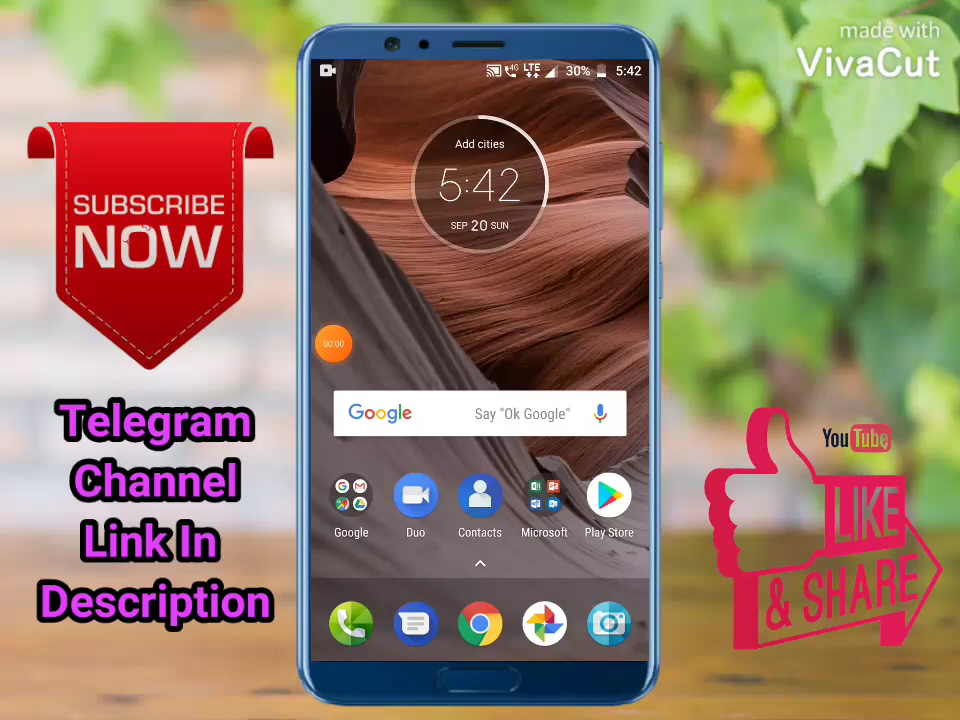 made with
VivaCut
4G
LTE
30%
5:42
Add cities
5:42
SEP 20 SUN
SUBSCRIBE
NOW
00:00
Google
Say "Ok Google"
Telegram
Channel
Link In
Description
YouTube
LIKE
& SHARE
Google
Duo
Contacts
Microsoft
Play Store